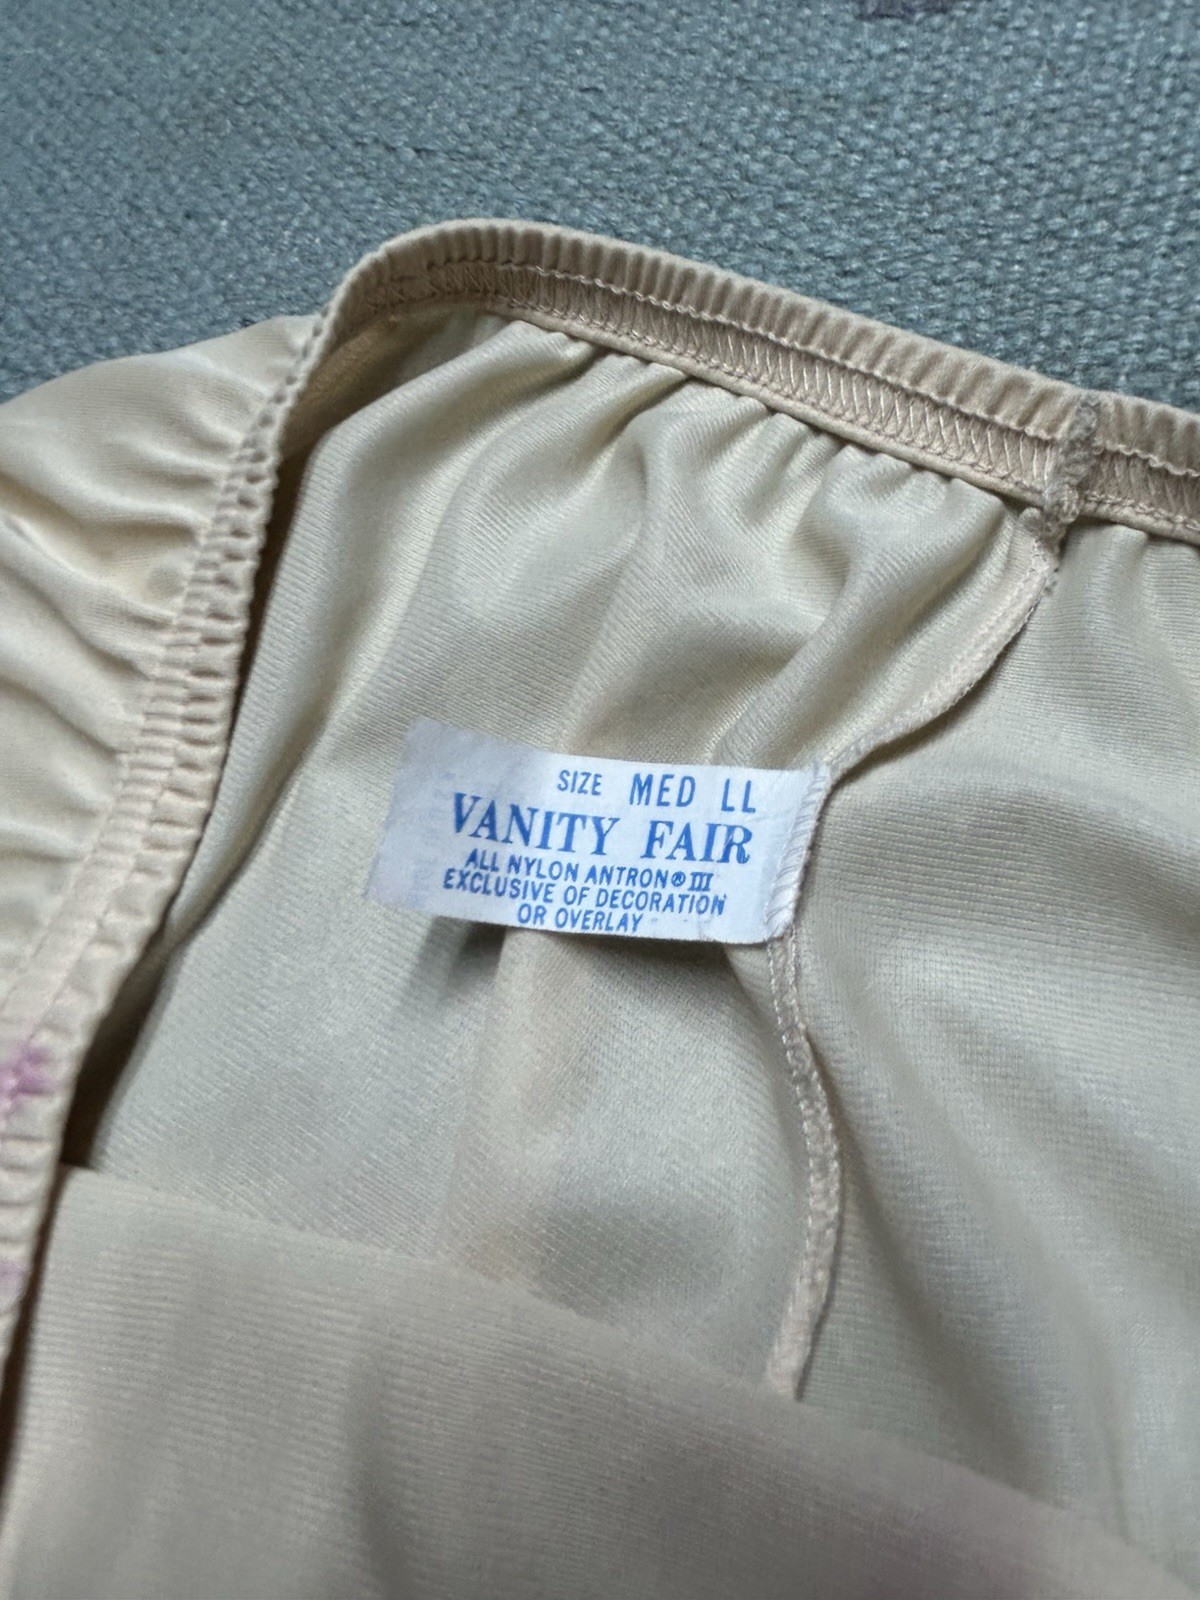 SIZE MED LL
VANITY FAIR
ALL NYLON ANTRON® III
EXCLUSIVE OF DECORATION
OR OVERLAY